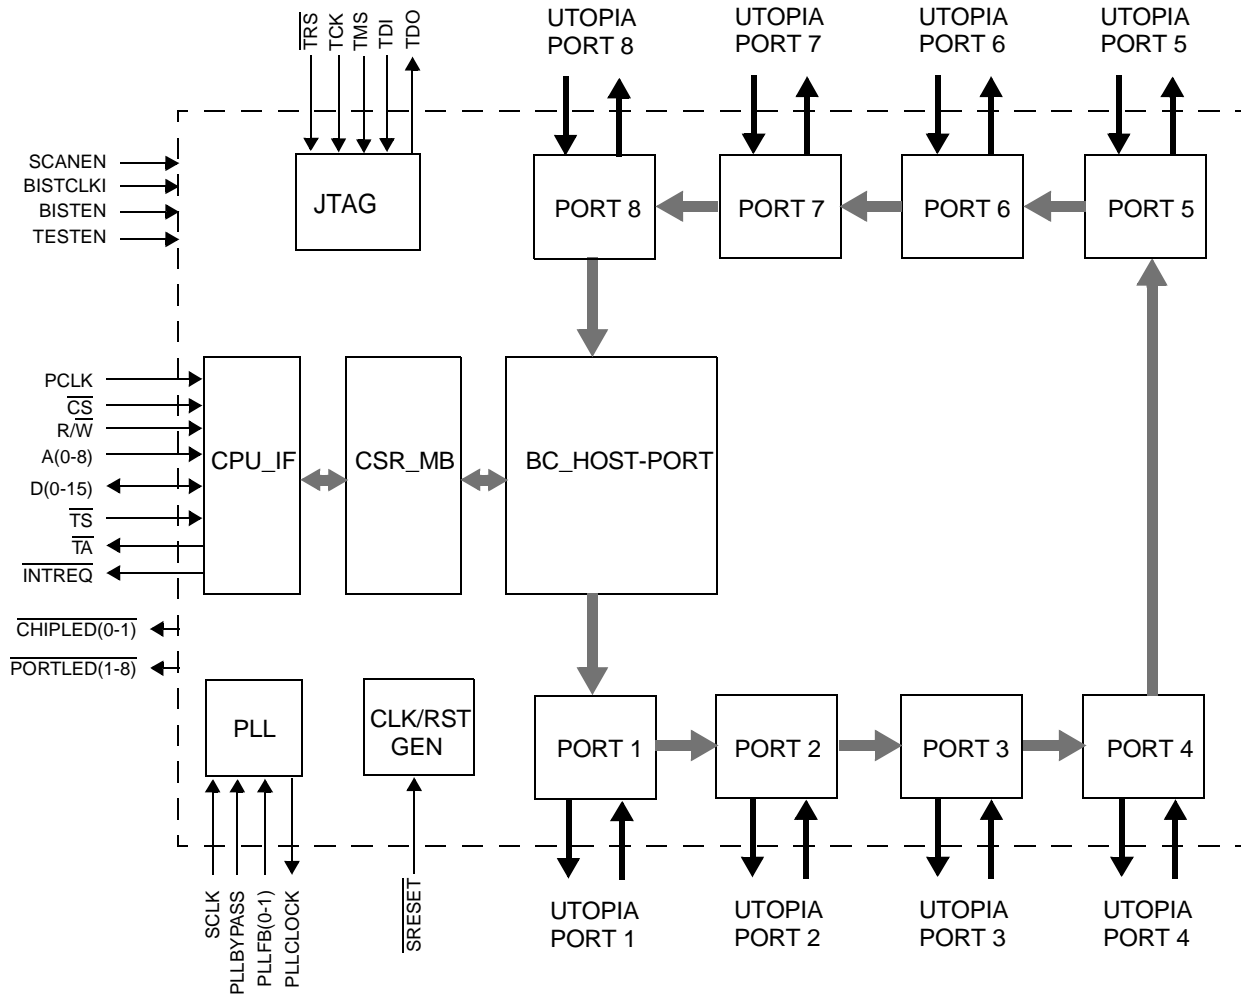 TRS
TCK
TMS
TDI
TDO
UTOPIA
PORT 8
UTOPIA
PORT 7
UTOPIA
PORT 6
UTOPIA
PORT 5
SCANEN
BISTCLKI
BISTEN
TESTEN
JTAG
PORT 8
PORT 7
PORT 6
PORT 5
PCLK
CS
R/W
A(0-8)
D(0-15)
TS
TA
INTREQ
CPU_IF
CSR_MB
BC_HOST-PORT
CHIPLED(0-1)
PORTLED(1-8)
PLL
CLK/RST
GEN
PORT 1
PORT 2
PORT 3
PORT 4
SCLK
PLLBYPASS
PLLFB(0-1)
PLLCLOCK
SRESET
UTOPIA
PORT 1
UTOPIA
PORT 2
UTOPIA
PORT 3
UTOPIA
PORT 4